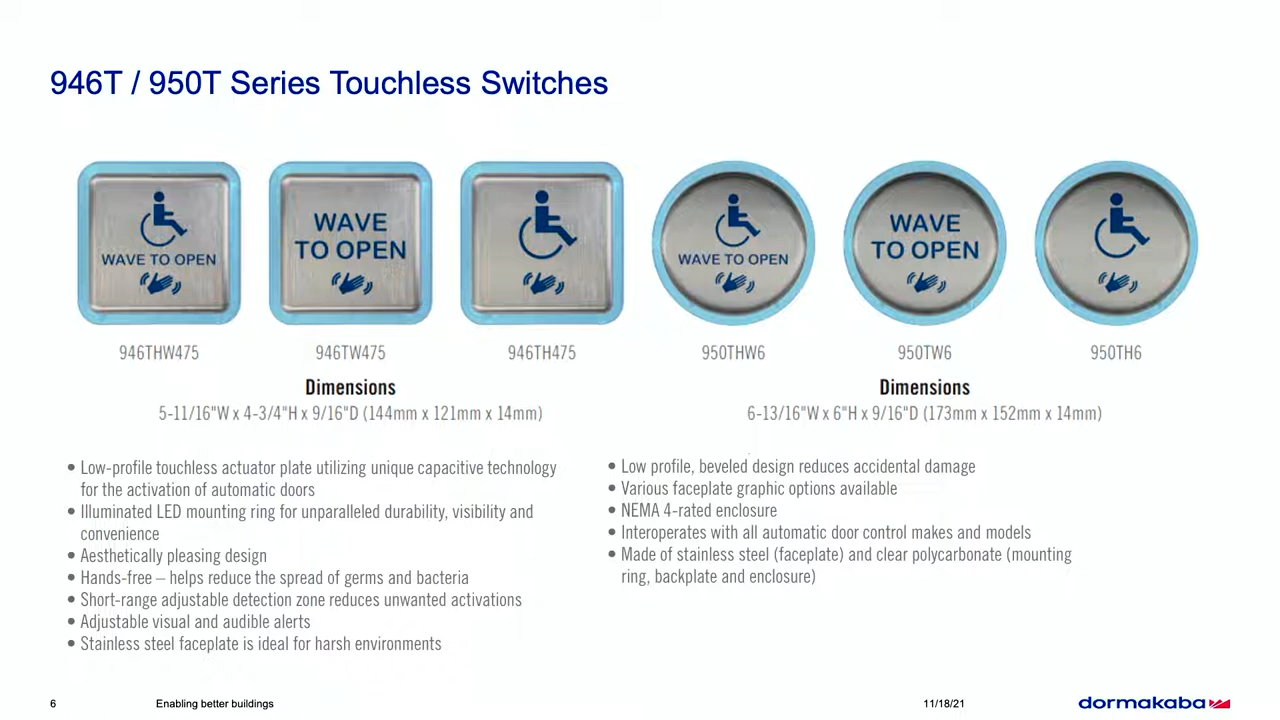 946T / 950T Series Touchless Switches
WAVE TO OPEN
WAVE
TO OPEN
WAVE TO OPEN
WAVE
TO OPEN
946THW475
946TW475
946TH475
950THW6
950TW6
950TH6
Dimensions
5-11/16"W x 4-3/4"H x 9/16"D (144mm x 121mm x 14mm)
Dimensions
6-13/16"W x 6"H x 9/16"D (173mm x 152mm x 14mm)
• Low-profile touchless actuator plate utilizing unique capacitive technology
for the activation of automatic doors
• Illuminated LED mounting ring for unparalleled durability, visibility and
convenience
• Aesthetically pleasing design
• Hands-free – helps reduce the spread of germs and bacteria
• Short-range adjustable detection zone reduces unwanted activations
• Adjustable visual and audible alerts
• Stainless steel faceplate is ideal for harsh environments
• Low profile, beveled design reduces accidental damage
• Various faceplate graphic options available
• NEMA 4-rated enclosure
• Interoperates with all automatic door control makes and models
• Made of stainless steel (faceplate) and clear polycarbonate (mounting
ring, backplate and enclosure)
6
Enabling better buildings
11/18/21
dormakaba